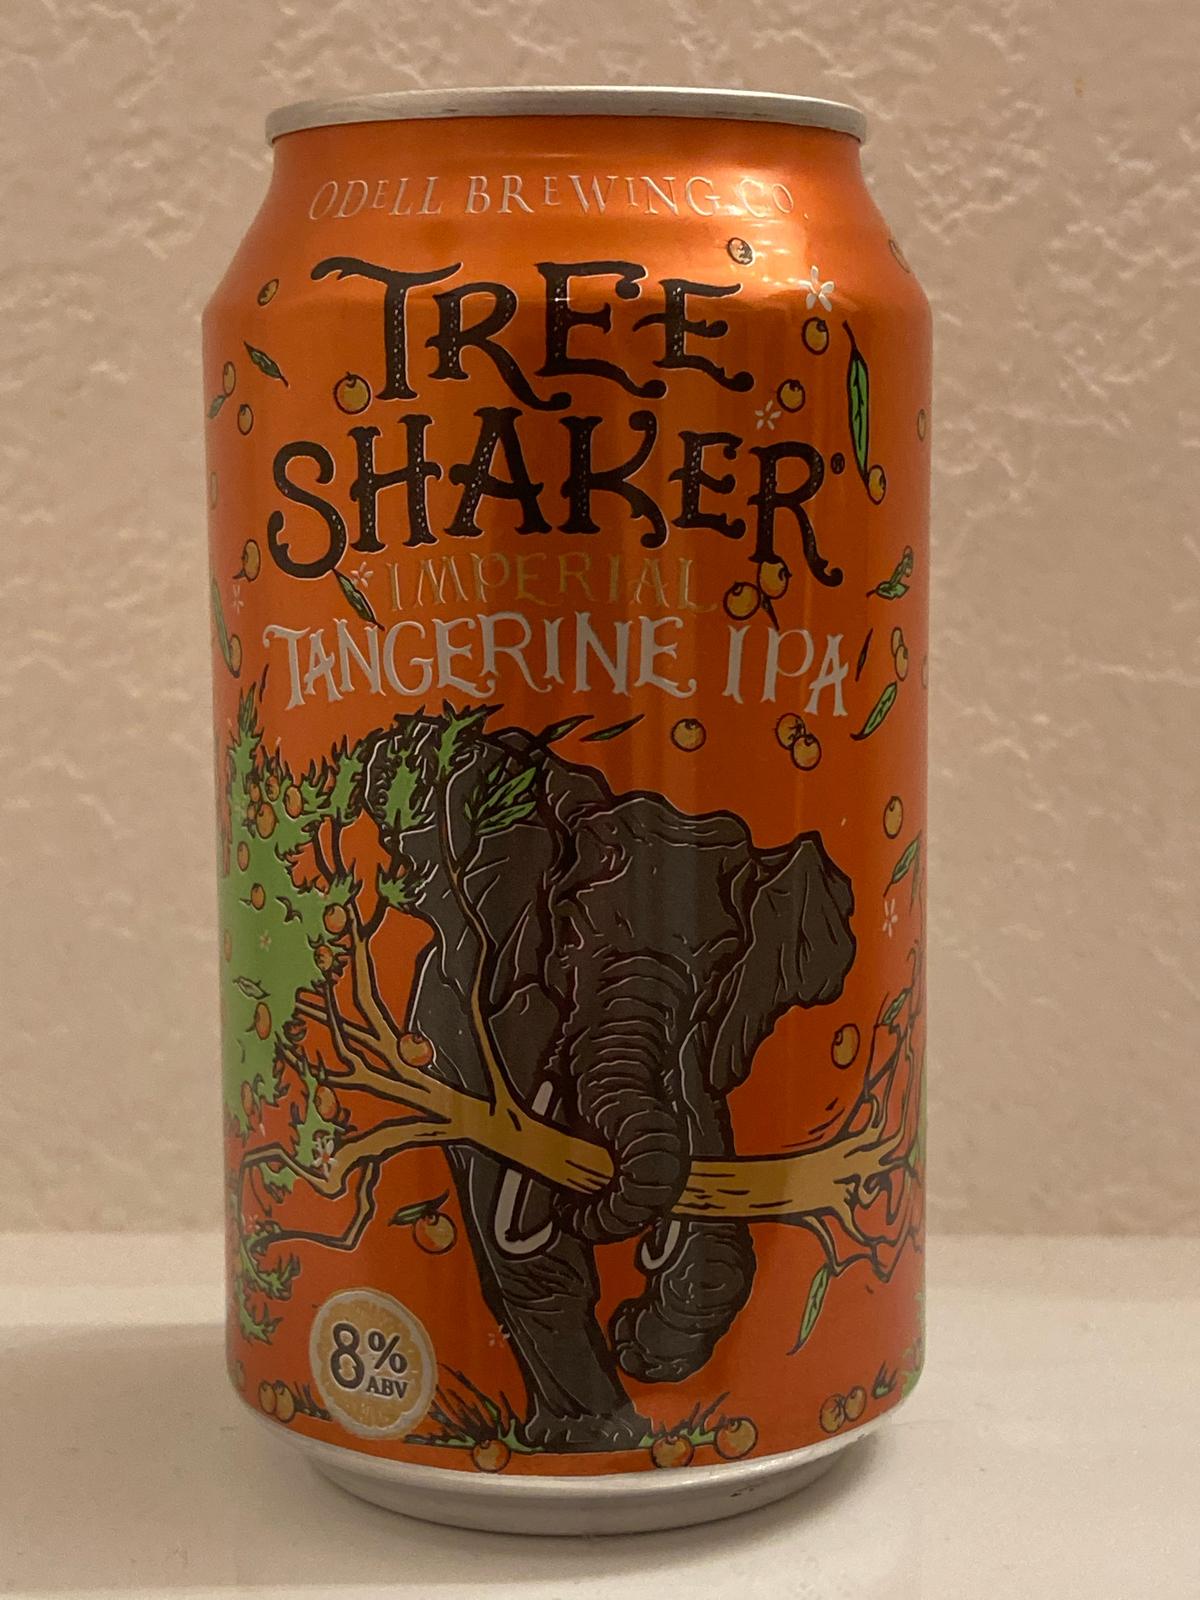 ODELL BREWING CO.
TREE
SHAKER®
IMPERIAL
TANGERINE IPA
8%
ABV